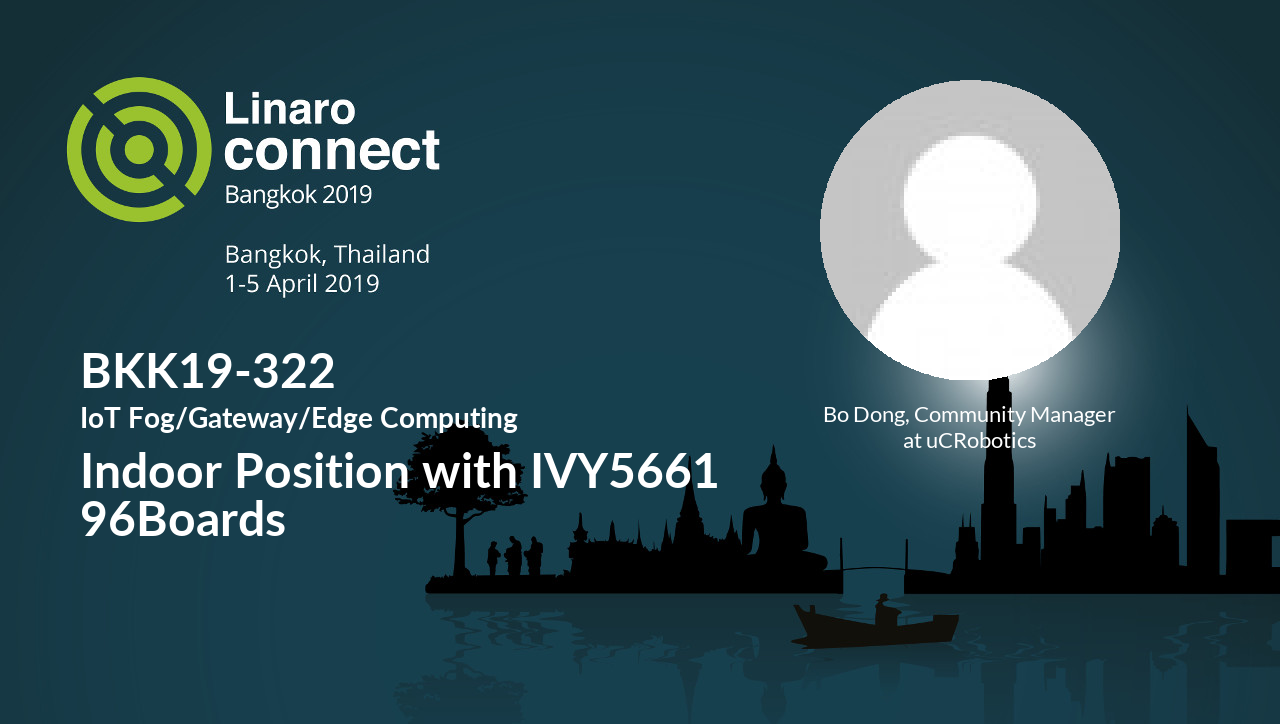 Linaro
connect
Bangkok 2019
Bangkok, Thailand
1-5 April 2019
BKK19-322
IoT Fog/Gateway/Edge Computing
Indoor Position with IVY5661
96Boards
Bo Dong, Community Manager
at uCRobotics